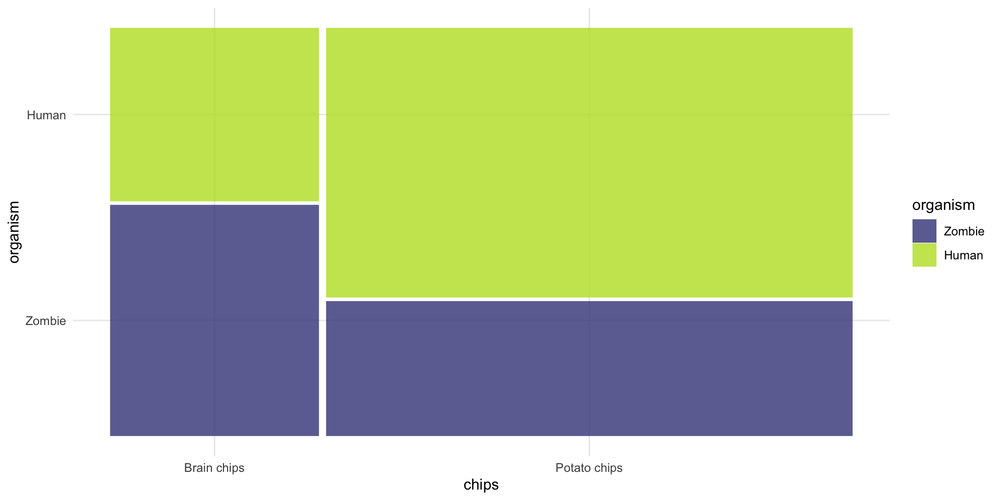 organism
Human
Zombie
Brain chips
Potato chips
chips
organism
Zombie
Human